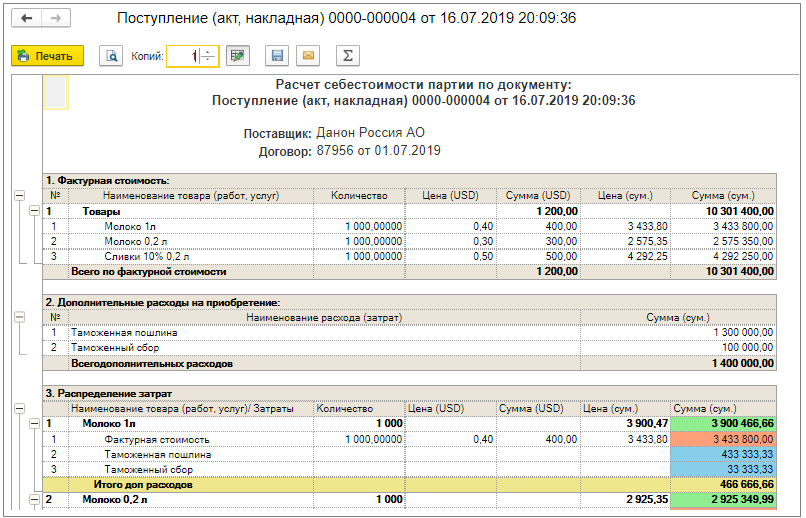 Поступление (акт, накладная) 0000-000004 от 16.07.2019 20:09:36
Печать Копий: 1
Расчет себестоимости партии по документу:
Поступление (акт, накладная) 0000-000004 от 16.07.2019 20:09:36
Поставщик: Данон Россия АО
Договор: 87956 от 01.07.2019
1. Фактурная стоимость:
№ Наименование товара (работ, услуг) Количество Цена (USD) Сумма (USD) Цена (сум.) Сумма (сум.)
1 Товары 1 200,00 10 301 400,00
1 Молоко 1л 1 000,00000 0,40 400,00 3 433,80 3 433 800,00
2 Молоко 0,2 л 1 000,00000 0,30 300,00 2 575,35 2 575 350,00
3 Сливки 10% 0,2 л 1 000,00000 0,50 500,00 4 292,25 4 292 250,00
Всего по фактурной стоимости 1 200,00 10 301 400,00
2. Дополнительные расходы на приобретение:
№ Наименование расхода (затрат) Сумма (сум.)
1 Таможенная пошлина 1 300 000,00
2 Таможенный сбор 100 000,00
Всегодополнительных расходов 1 400 000,00
3. Распределение затрат
Наименование товара (работ, услуг)/ Затраты Количество Цена (USD) Сумма (USD) Цена (сум.) Сумма (сум.)
1 Молоко 1л 1 000 3 900,47 3 900 466,66
1 Фактурная стоимость 1 000,00000 0,40 400,00 3 433,80 3 433 800,00
2 Таможенная пошлина 433 333,33
3 Таможенный сбор 33 333,33
Итого доп расходов 466 666,66
2 Молоко 0,2 л 1 000 2 925,35 2 925 349,99